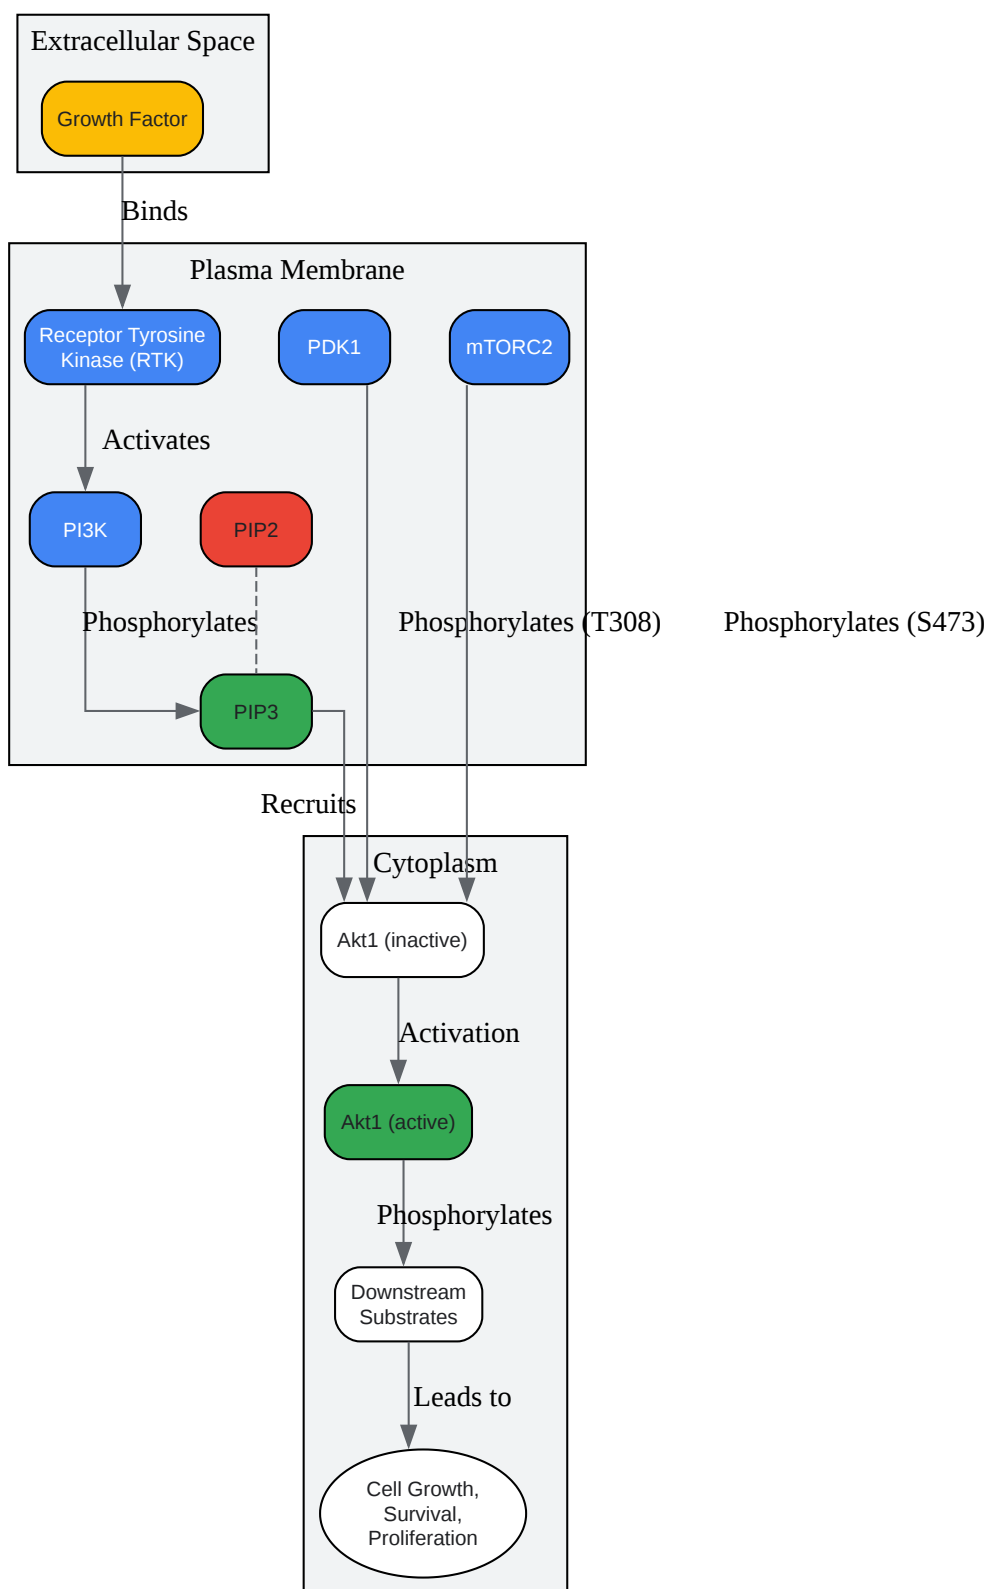 Extracellular Space
Growth Factor
Binds
Plasma Membrane
Receptor Tyrosine
Kinase (RTK)
PDK1
mTORC2
Activates
PI3K
PIP2
Phosphorylates
Phosphorylates (T308)
Phosphorylates (S473)
PIP3
Recruits
Cytoplasm
Akt1 (inactive)
Activation
Akt1 (active)
Phosphorylates
Downstream
Substrates
Leads to
Cell Growth,
Survival,
Proliferation